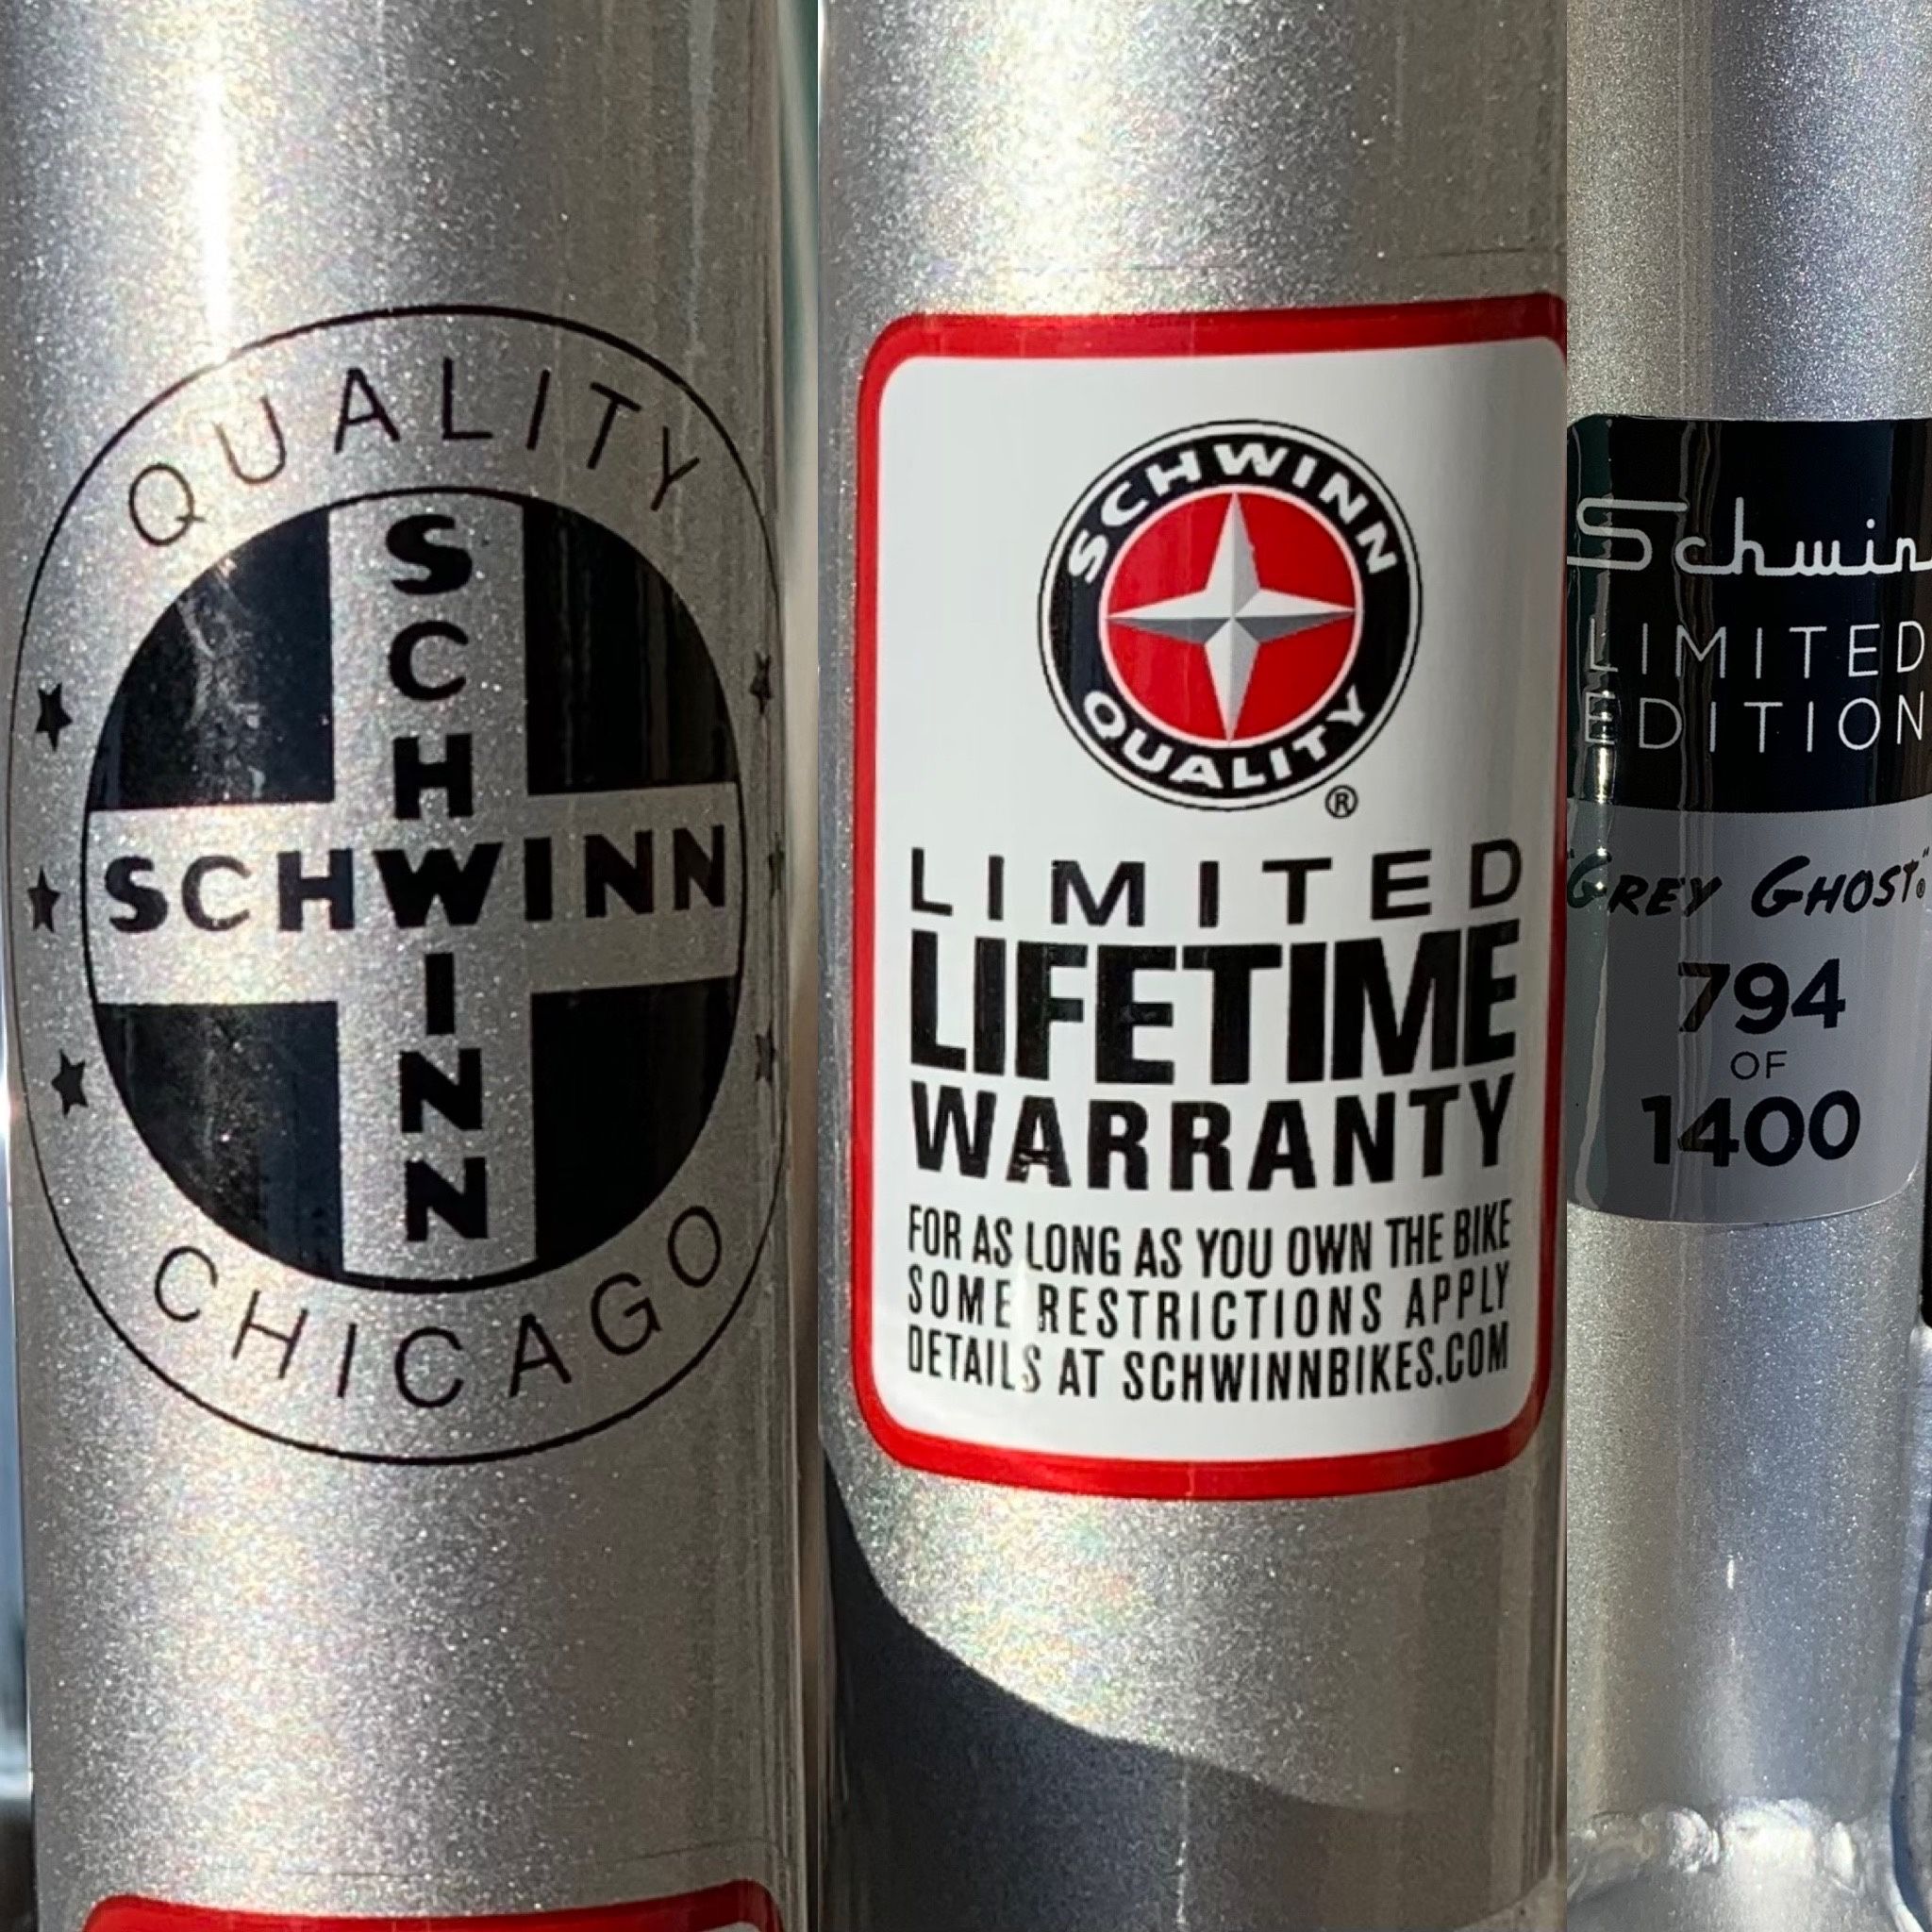 QUALITY
SCHWINN
SCHWINN
CHICAGO
SCHWINN
QUALITY
®
LIMITED
LIFETIME
WARRANTY
FOR AS LONG AS YOU OWN THE BIKE
SOME RESTRICTIONS APPLY
DETAILS AT SCHWINNBIKES.COM
Schwin
LIMITED
EDITION
"GREY GHOST"®
794
OF
1400